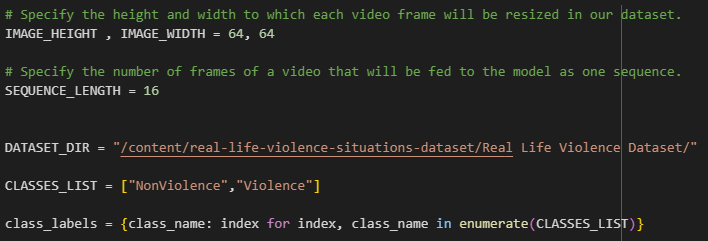 # Specify the height and width to which each video frame will be resized in our dataset.
IMAGE_HEIGHT , IMAGE_WIDTH = 64, 64
# Specify the number of frames of a video that will be fed to the model as one sequence.
SEQUENCE_LENGTH = 16
DATASET_DIR = "/content/real-life-violence-situations-dataset/Real Life Violence Dataset/"
CLASSES_LIST = ["NonViolence","Violence"]
class_labels = {class_name: index for index, class_name in enumerate(CLASSES_LIST)}